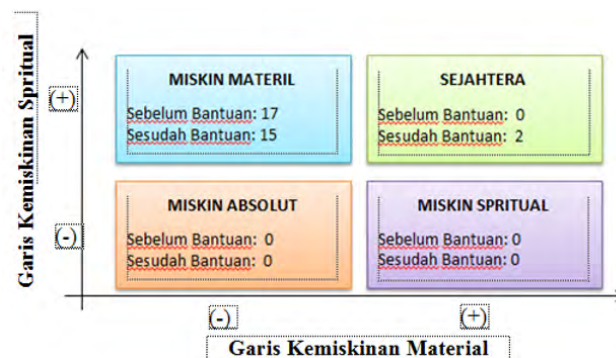 Garis Kemiskinan Spritual
(+)
MISKIN MATERIL
Sebelum Bantuan: 17
Sesudah Bantuan: 15
SEJAHTERA
Sebelum Bantuan: 0
Sesudah Bantuan: 2
(-)
MISKIN ABSOLUT
Sebelum Bantuan: 0
Sesudah Bantuan: 0
MISKIN SPRITUAL
Sebelum Bantuan: 0
Sesudah Bantuan: 0
(-)
(+)
Garis Kemiskinan Material